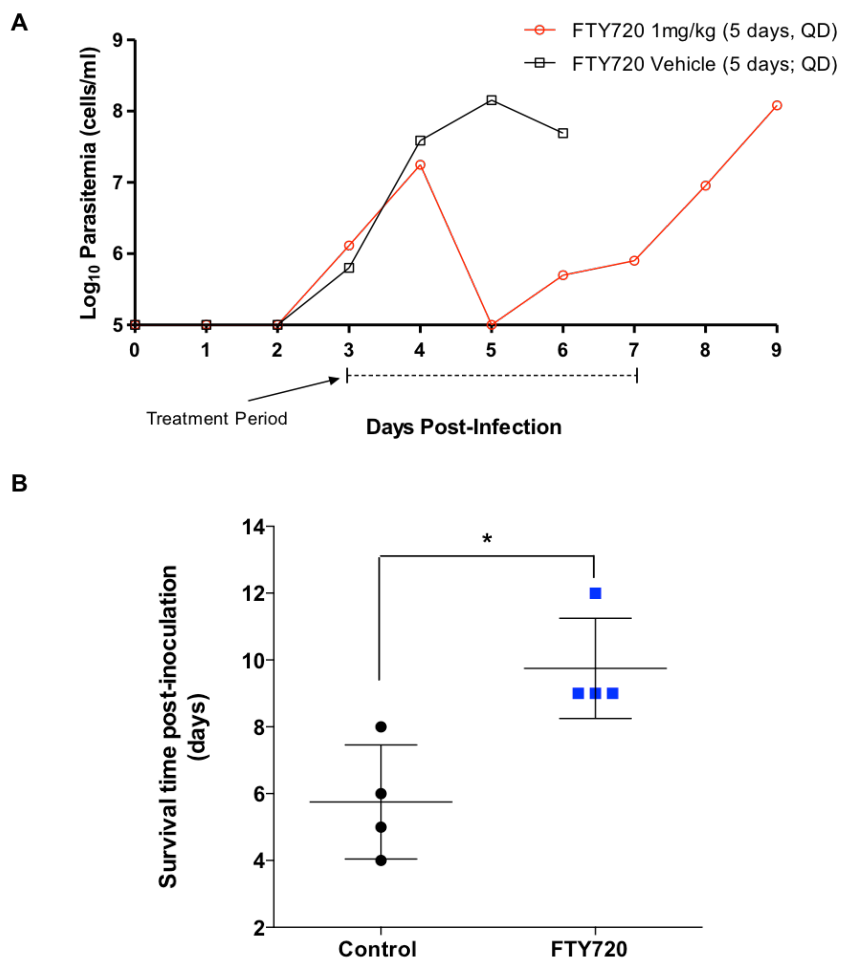 A
FTY720 1mg/kg (5 days, QD)
FTY720 Vehicle (5 days; QD)
Log10 Parasitemia (cells/ml)
9
8
7
6
5
0 1 2 3 4 5 6 7 8 9
Treatment Period
Days Post-Infection
B
Survival time post-inoculation
(days)
14
12
10
8
6
4
2
*
Control FTY720